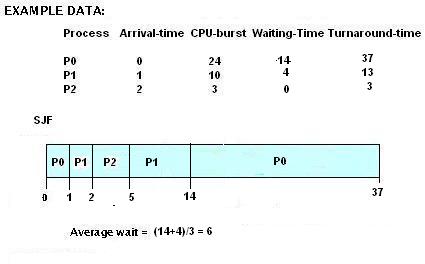 EXAMPLE DATA:
Process Arrival-time CPU-burst Waiting-Time Turnaround-time
P0 0 24 14 37
P1 1 10 4 13
P2 2 3 0 3
SJF
P0 P1 P2 P1 P0
0 1 2 5 14 37
Average wait = (14+4)/3 = 6